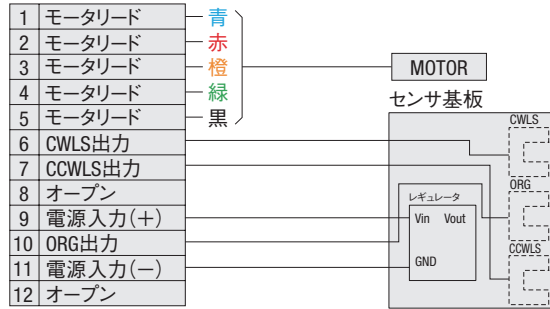 1 モータリード 青
2 モータリード 赤
3 モータリード 橙
4 モータリード 緑
5 モータリード 黒
6 CWLS出力
7 CCWLS出力
8 オープン
9 電源入力(+)
10 ORG出力
11 電源入力(−)
12 オープン
MOTOR
センサ基板
CWLS
ORG
CCWLS
レギュレータ
Vin Vout
GND